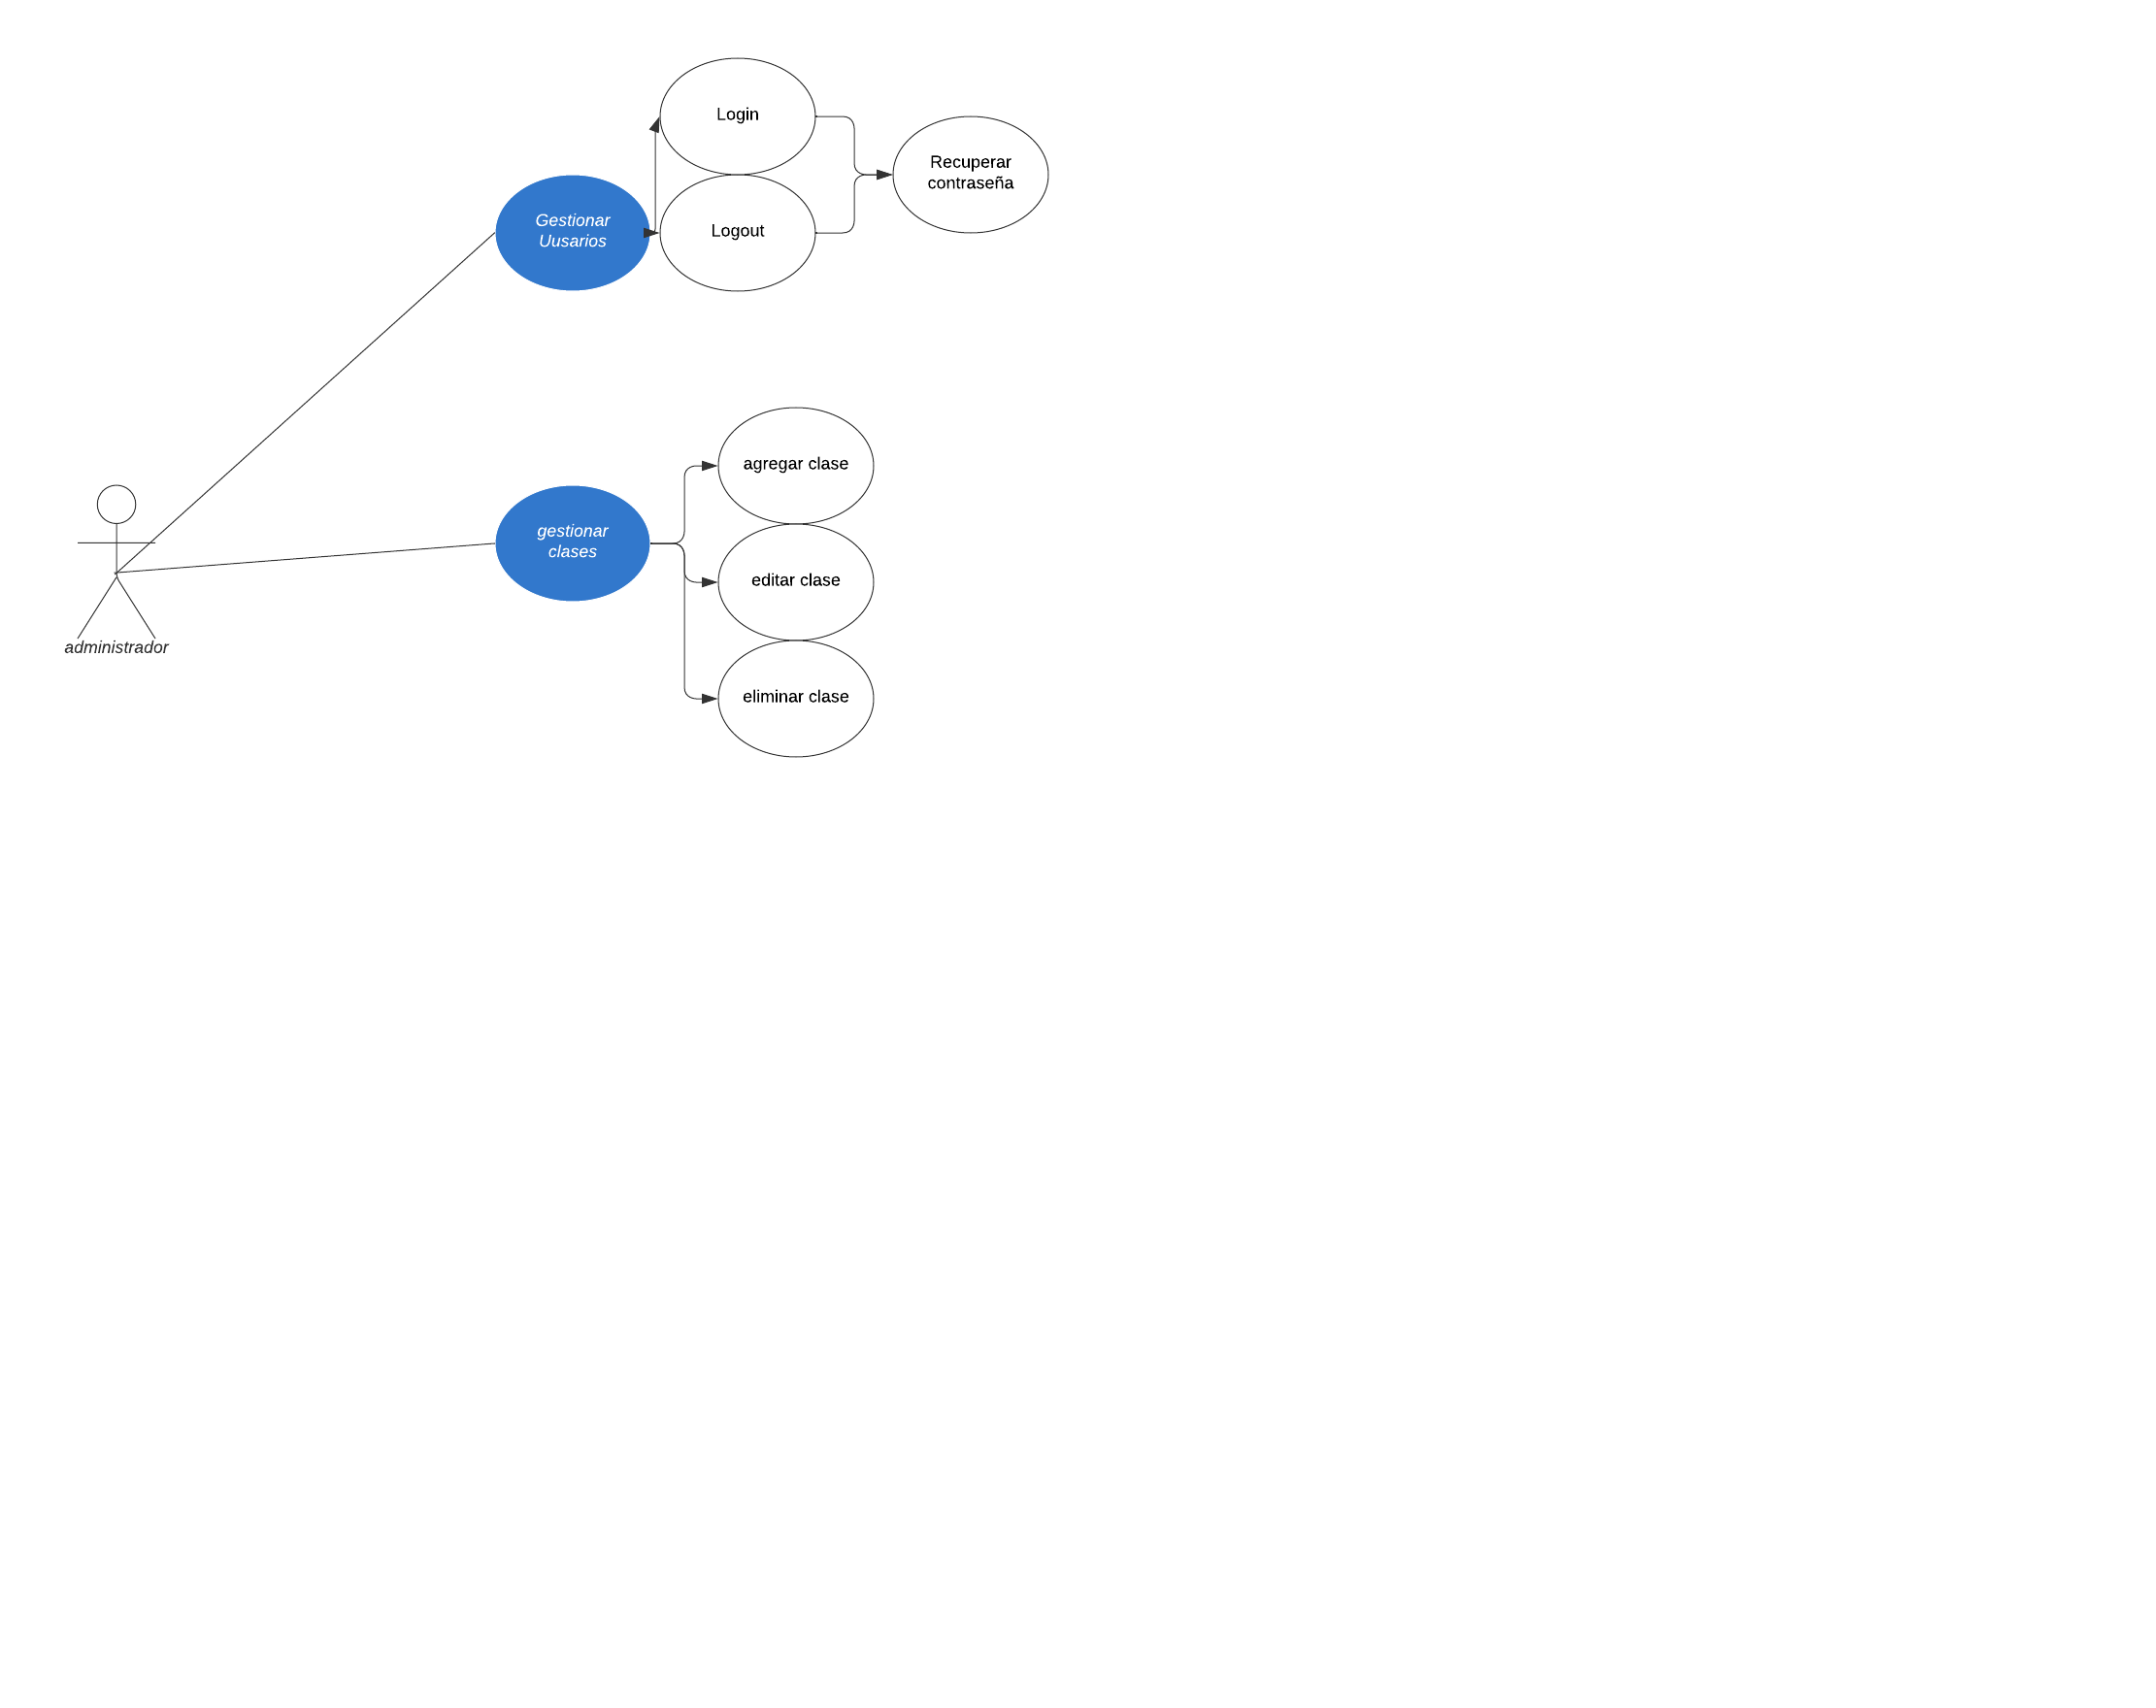 Login
Recuperar
contraseña
Gestionar
Uusarios
Logout
agregar clase
gestionar
clases
editar clase
administrador
eliminar clase